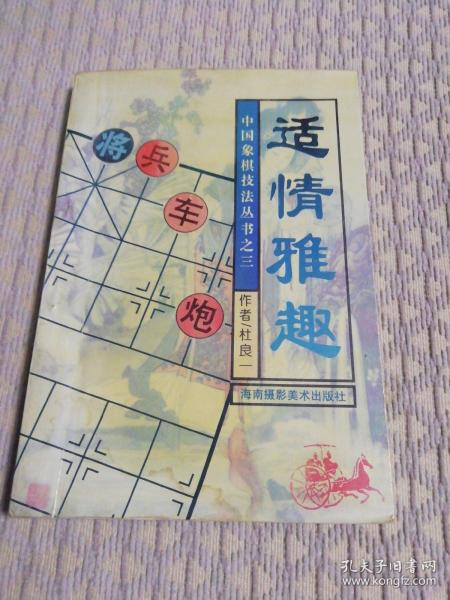 适情雅趣
中国象棋技法丛书之三
作者/杜良一
海南摄影美术出版社
将
兵
车
炮
孔夫子旧书网
www.kongfz.com